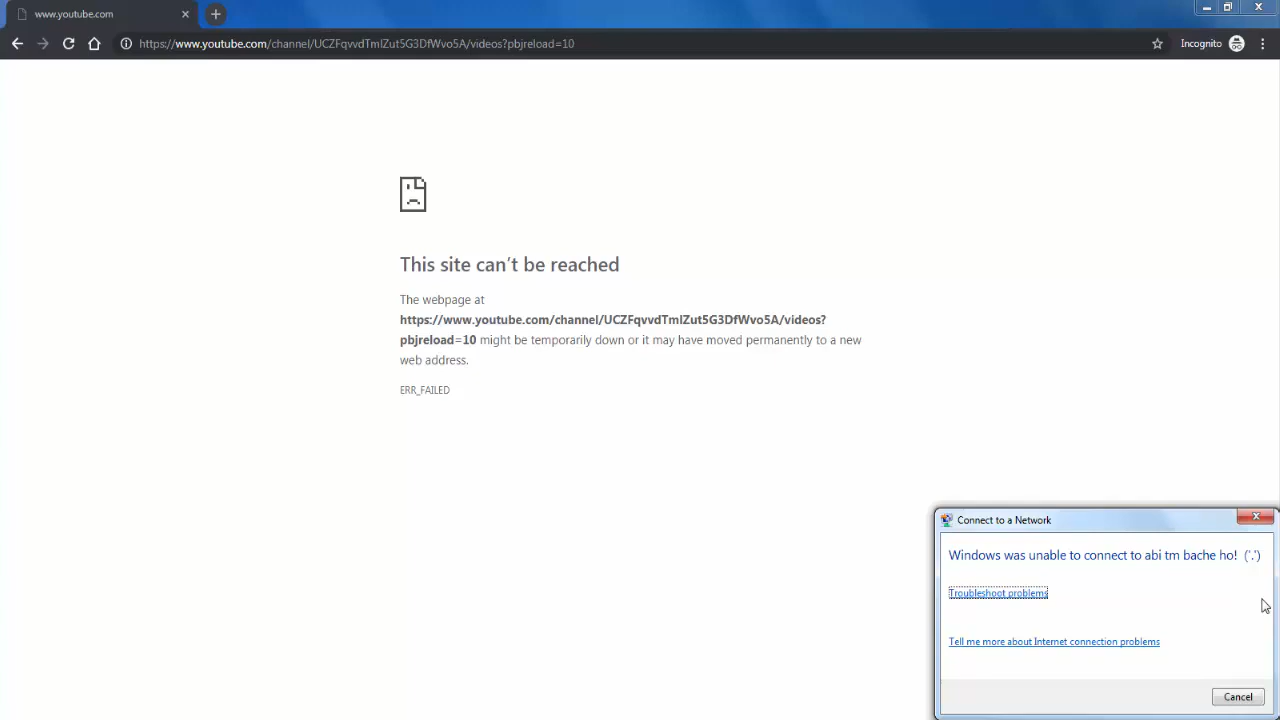 www.youtube.com
https://www.youtube.com/channel/UCZFqvvdTmlZut5G3DfWvo5A/videos?pbjreload=10
Incognito
This site can't be reached
The webpage at
https://www.youtube.com/channel/UCZFqvvdTmlZut5G3DfWvo5A/videos?
pbjreload=10 might be temporarily down or it may have moved permanently to a new
web address.
ERR_FAILED
Connect to a Network
Windows was unable to connect to abi tm bache ho! ('.')
Troubleshoot problems
Tell me more about Internet connection problems
Cancel